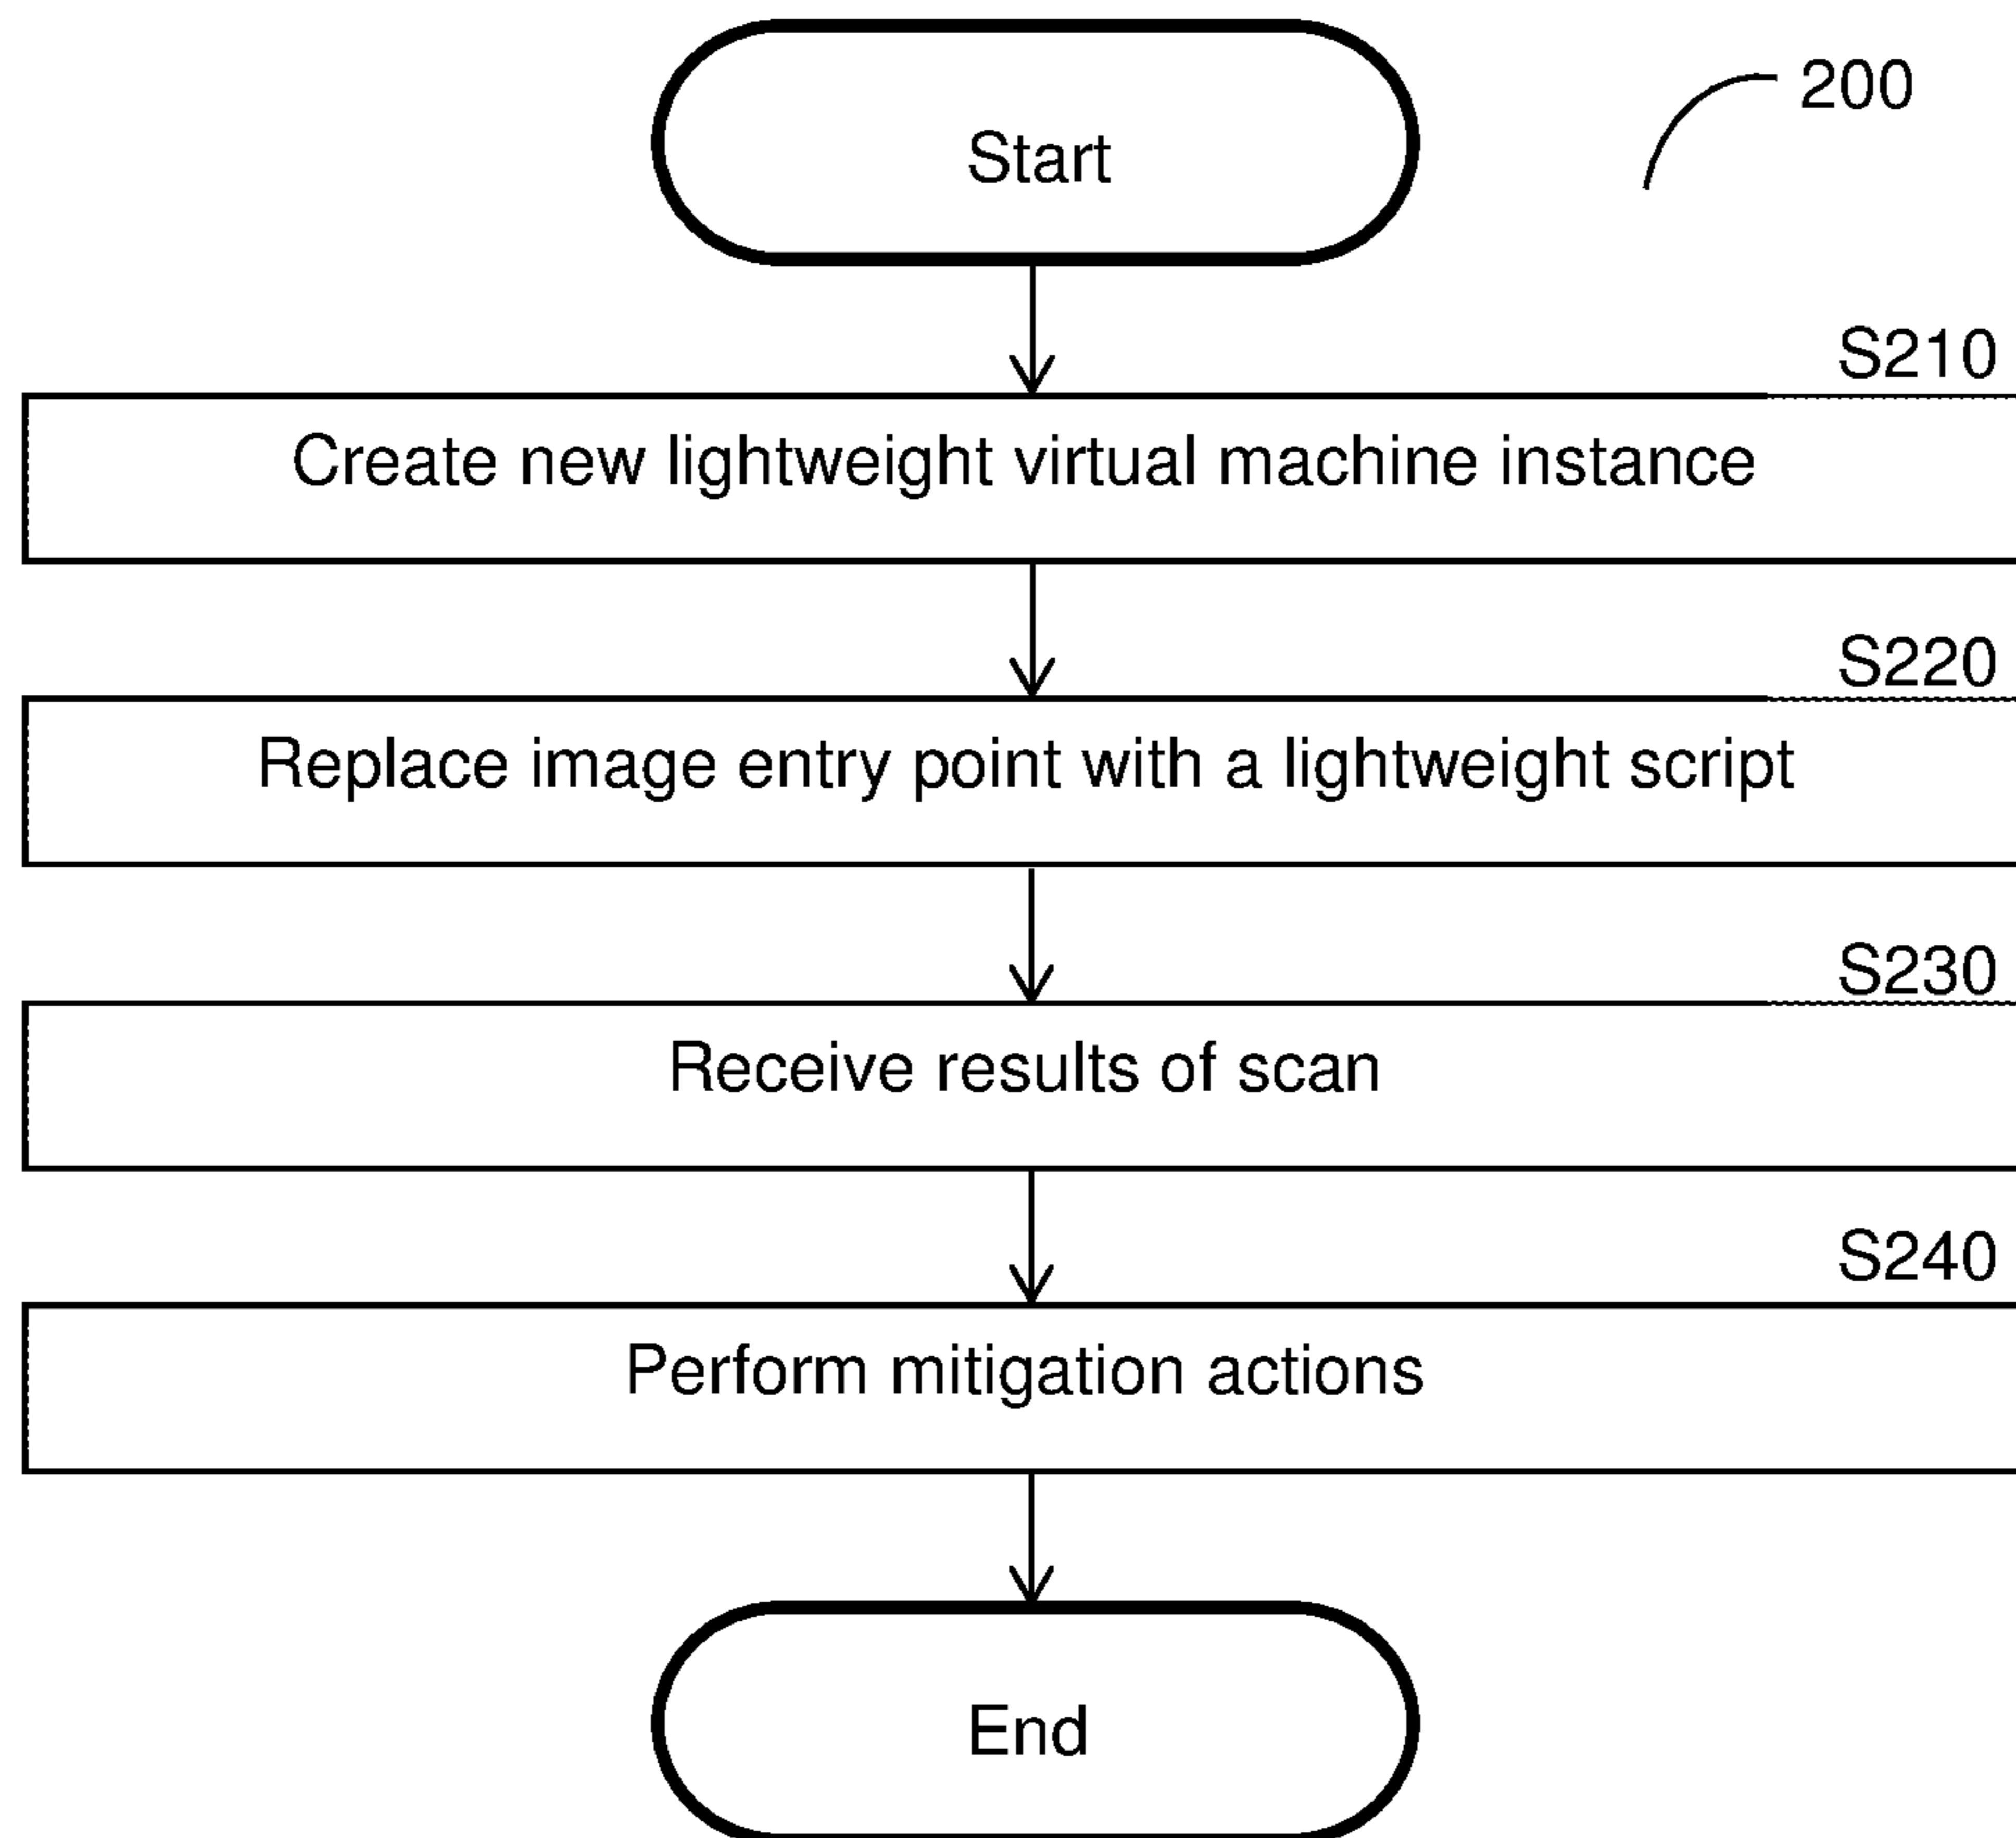 Start
200
S210
Create new lightweight virtual machine instance
S220
Replace image entry point with a lightweight script
S230
Receive results of scan
S240
Perform mitigation actions
End